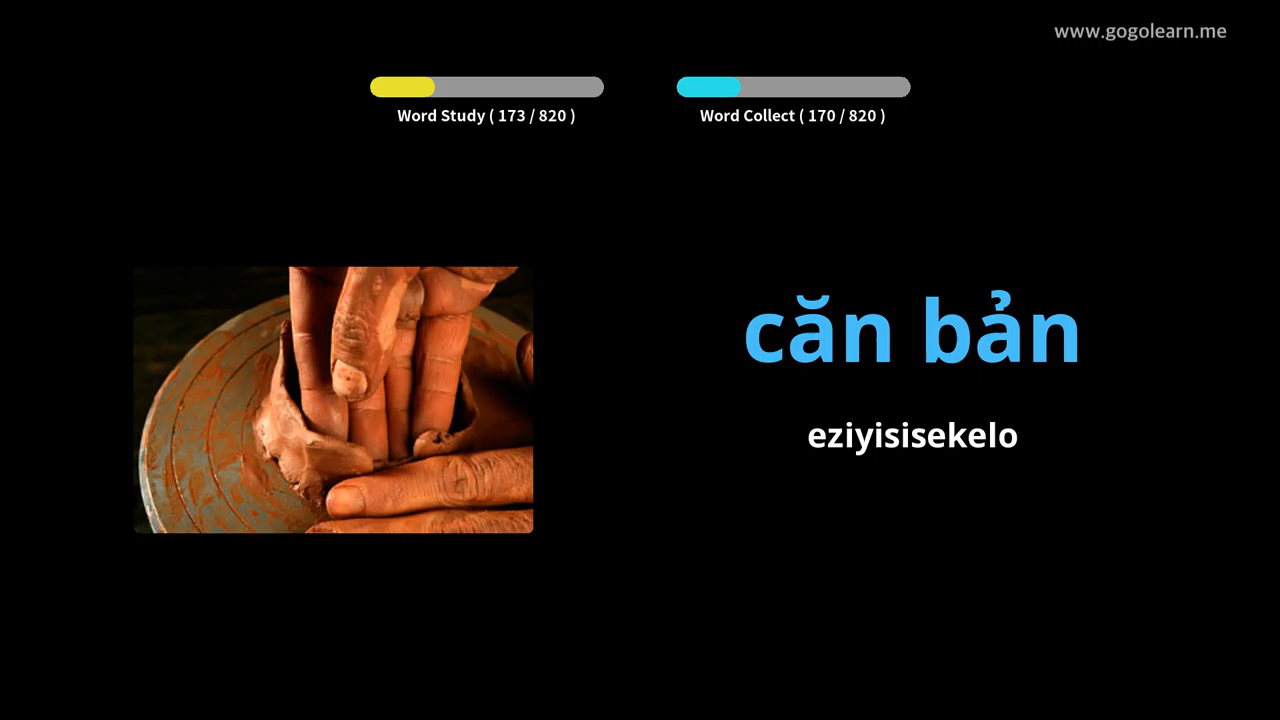 www.gogolearn.me
Word Study ( 173 / 820 )
Word Collect ( 170 / 820 )
căn bản
eziyisisekelo